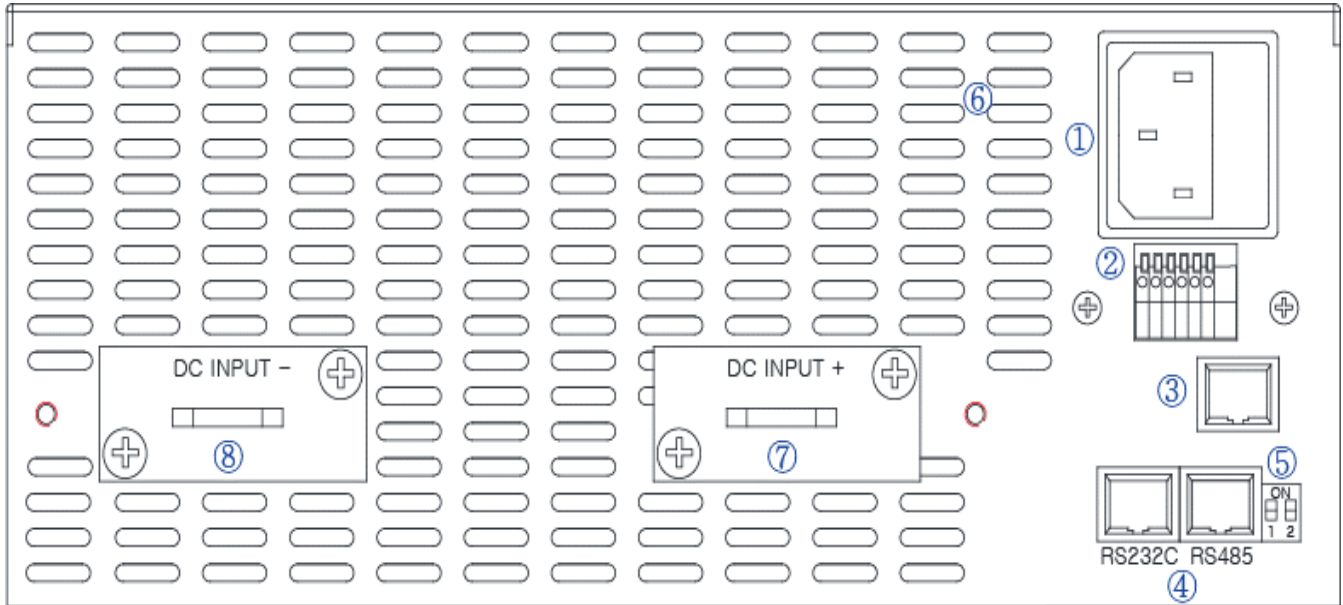 ⑥
①
②
DC INPUT − DC INPUT +
③
⑧ ⑦ ⑤
ON
1 2
RS232C RS485
④